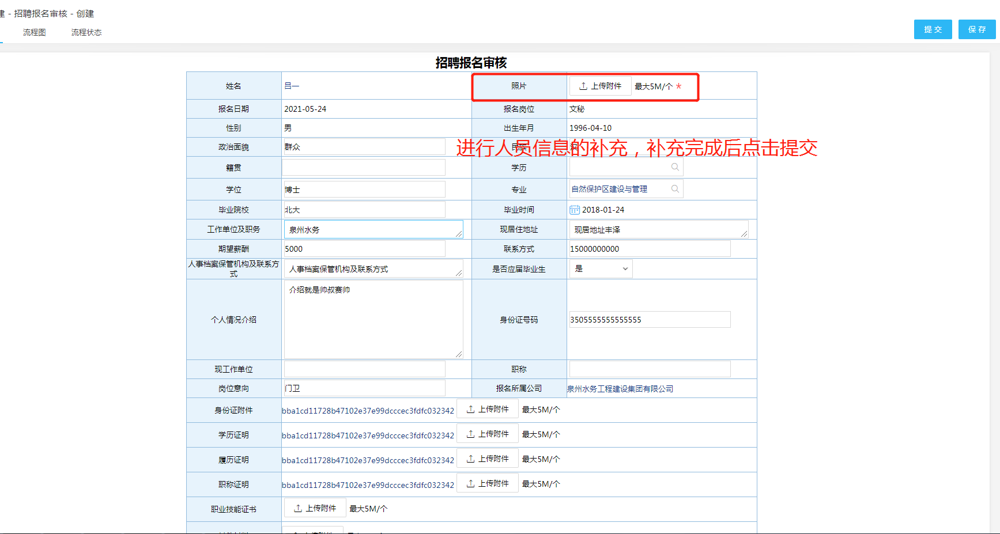 建 - 招聘报名审核 - 创建
流程图 流程状态 提 交 保 存
招聘报名审核
姓名 吕一 照片 上传附件 最大5M/个 *
报名日期 2021-05-24 报名岗位 文秘
性别 男 出生年月 1996-04-10
政治面貌 群众 民族 汉
进行人员信息的补充，补充完成后点击提交
籍贯 学历
学位 博士 专业 自然保护区建设与管理
毕业院校 北大 毕业时间 2018-01-24
工作单位及职务 泉州水务 现居住地址 现居地址丰泽
期望薪酬 5000 联系方式 15000000000
人事档案保管机构及联系方式 人事档案保管机构及联系方式 是否应届毕业生 是
个人情况介绍 介绍就是帅叔赛帅 身份证号码 3505555555555555
现工作单位 职称
岗位意向 门卫 报名所属公司 泉州水务工程建设集团有限公司
身份证附件 bba1cd11728b47102e37e99dcccec3fdfc032342 上传附件 最大5M/个
学历证明 bba1cd11728b47102e37e99dcccec3fdfc032342 上传附件 最大5M/个
履历证明 bba1cd11728b47102e37e99dcccec3fdfc032342 上传附件 最大5M/个
职称证明 bba1cd11728b47102e37e99dcccec3fdfc032342 上传附件 最大5M/个
职业技能证书 上传附件 最大5M/个